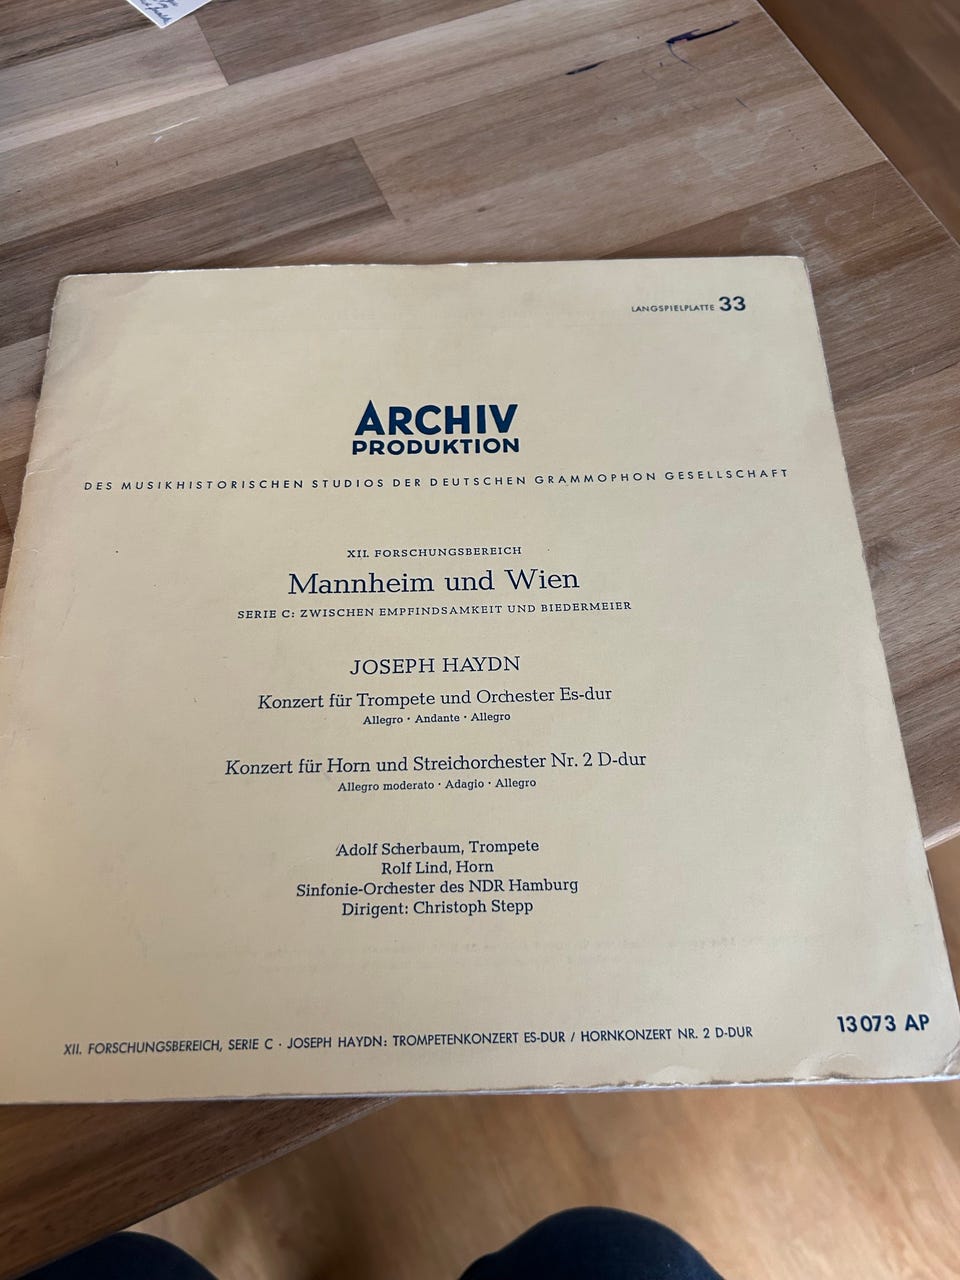 LANGSPIELPLATTE 33
ARCHIV
PRODUKTION
DES MUSIKHISTORISCHEN STUDIOS DER DEUTSCHEN GRAMMOPHON GESELLSCHAFT
XII. FORSCHUNGSBEREICH
Mannheim und Wien
SERIE C: ZWISCHEN EMPFINDSAMKEIT UND BIEDERMEIER
JOSEPH HAYDN
Konzert für Trompete und Orchester Es-dur
Allegro · Andante · Allegro
Konzert für Horn und Streichorchester Nr. 2 D-dur
Allegro moderato · Adagio · Allegro
Adolf Scherbaum, Trompete
Rolf Lind, Horn
Sinfonie-Orchester des NDR Hamburg
Dirigent: Christoph Stepp
XII. FORSCHUNGSBEREICH, SERIE C · JOSEPH HAYDN: TROMPETENKONZERT ES-DUR / HORNKONZERT NR. 2 D-DUR
13073 AP